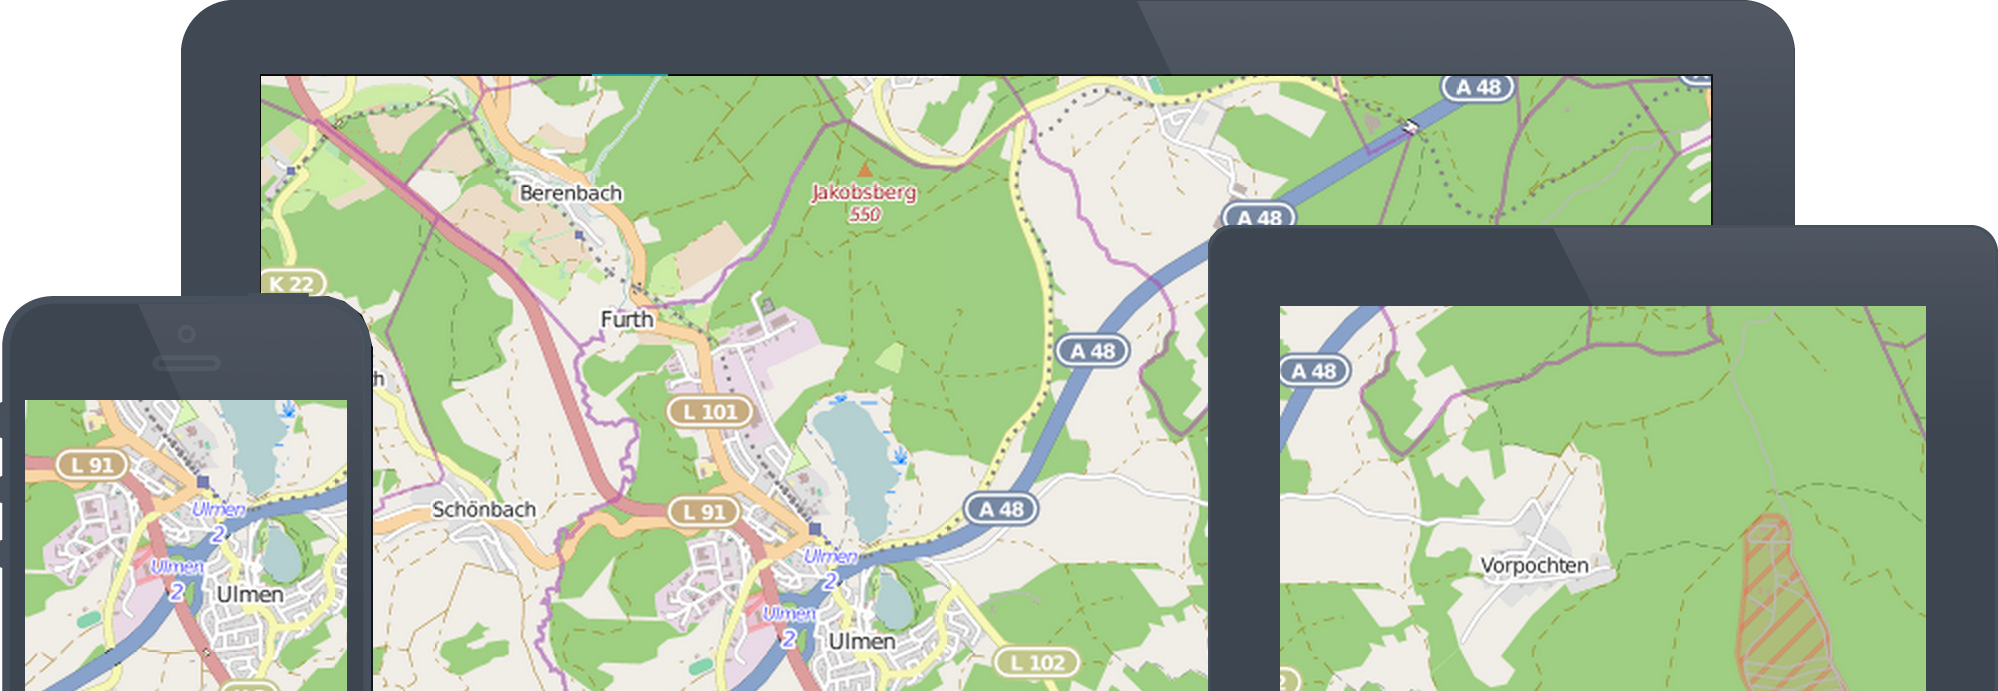 A 48
Berenbach
Jakobsberg
550
A 48
K 22
Furth
A 48
L 101
Schönbach
L 91
A 48
Ulmen
2
Ulmen
2
Ulmen
L 102
L 91
Ulmen
2
Ulmen
2
Ulmen
A 48
Vorpochten